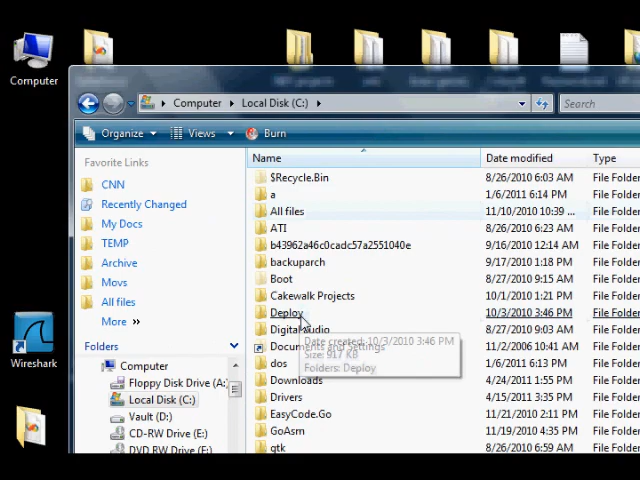 Computer
Computer ▸ Local Disk (C:) ▸
Search
Organize Views Burn
Favorite Links
CNN
Recently Changed
My Docs
TEMP
Archive
Movs
All files
More »
Folders
Computer
Floppy Disk Drive (A:
Local Disk (C:)
Vault (D:)
CD-RW Drive (E:)
DVD RW Drive (
Name Date modified Type
$Recycle.Bin 8/26/2010 6:03 AM File Folder
a 1/6/2011 6:14 PM File Folder
All files 11/10/2010 10:39 ... File Folder
ATI 8/26/2010 6:23 AM File Folder
b43962a46c0cadc57a2551040e 9/16/2010 12:14 AM File Folder
backuparch 9/17/2010 1:18 PM File Folder
Boot 8/27/2010 9:15 AM File Folder
Cakewalk Projects 10/1/2010 1:21 PM File Folder
Deploy 10/3/2010 3:46 PM File Folder
Digital Audio 8/27/2010 9:03 AM File Folder
Documents and Settings 11/2/2006 10:41 AM File Folder
Date created: 10/3/2010 3:46 PM
Size: 917 KB
Folders: Deploy
dos 1/6/2011 6:13 PM File Folder
Downloads 4/24/2011 1:55 PM File Folder
Drivers 4/15/2011 3:35 PM File Folder
EasyCode.Go 11/21/2010 2:11 PM File Folder
GoAsm 11/19/2010 4:35 PM File Folder
gtk 8/26/2010 6:59 AM File Folder
Wireshark